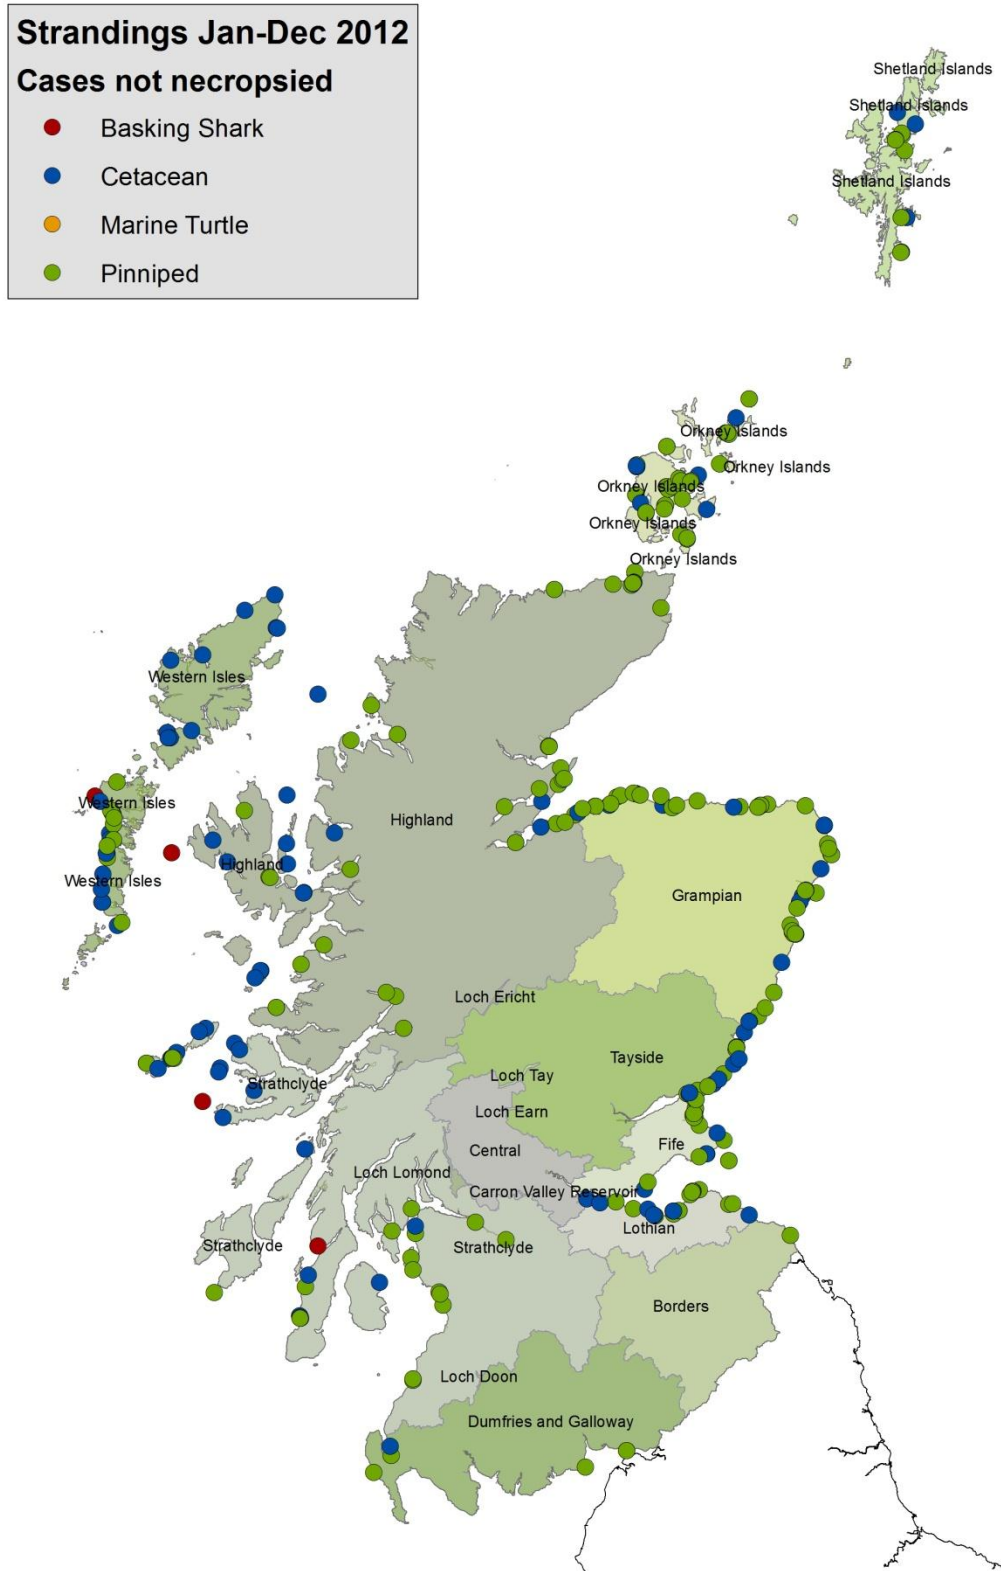 Strandings Jan-Dec 2012
Cases not necropsied
Basking Shark
Cetacean
Marine Turtle
Pinniped
Shetland Islands
Shetland Islands
Shetland Islands
Orkney Islands
Orkney Islands
Orkney Islands
Orkney Islands
Orkney Islands
Western Isles
Western Isles
Highland
Highland
Western Isles
Grampian
Loch Ericht
Tayside
Loch Tay
Strathclyde
Loch Earn
Fife
Central
Loch Lomond
Carron Valley Reservoir
Lothian
Strathclyde
Strathclyde
Borders
Loch Doon
Dumfries and Galloway